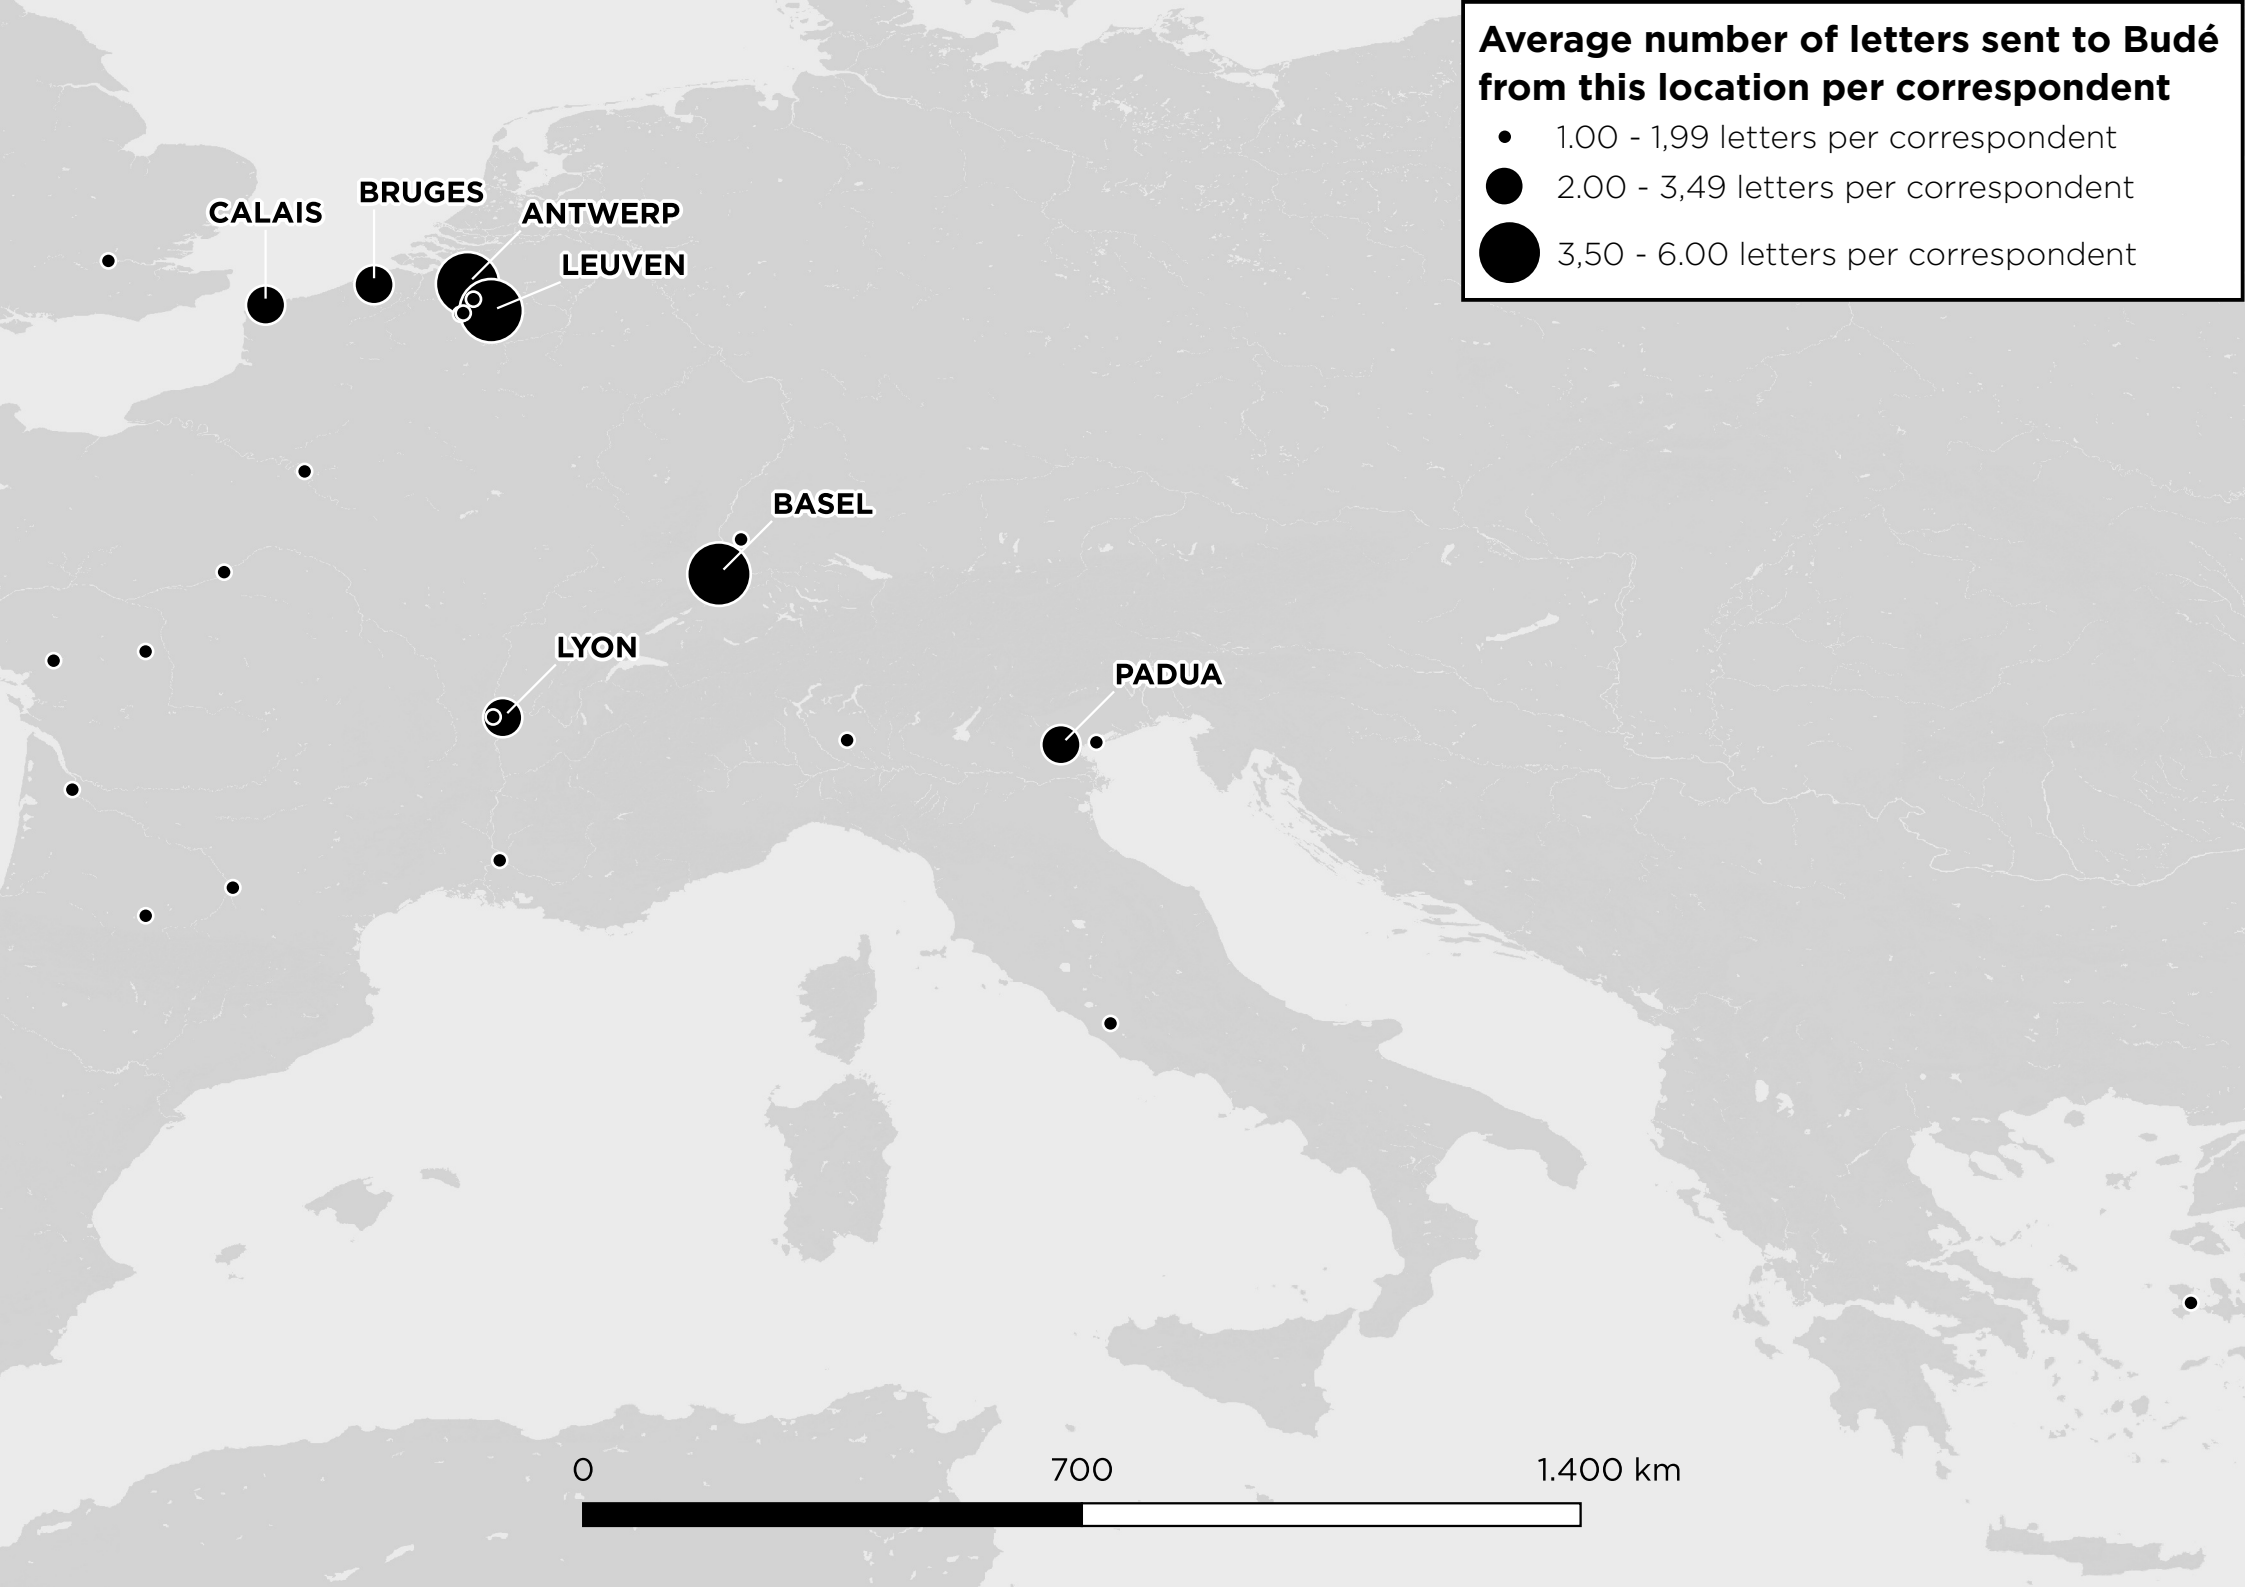 Average number of letters sent to Budé
from this location per correspondent
1.00 - 1,99 letters per correspondent
2.00 - 3,49 letters per correspondent
3,50 - 6.00 letters per correspondent
BRUGES
CALAIS
ANTWERP
LEUVEN
BASEL
LYON
PADUA
0 700 1.400 km